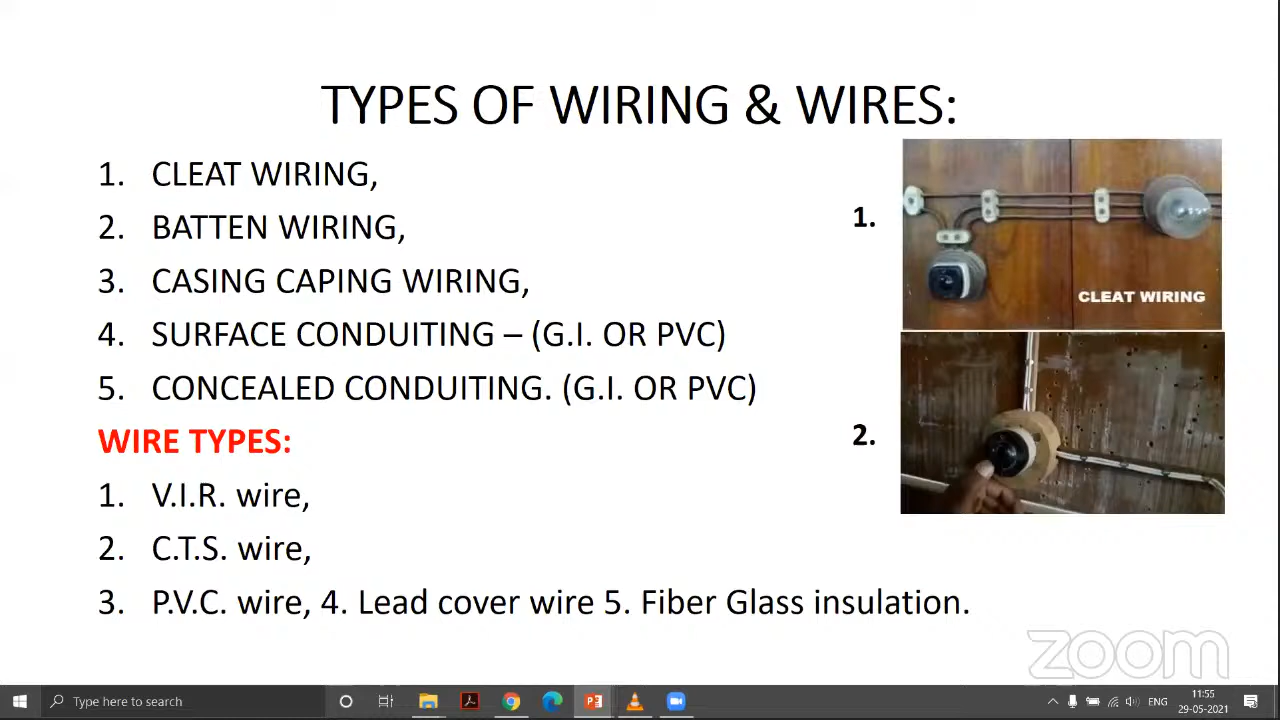 TYPES OF WIRING & WIRES:
1. CLEAT WIRING,
2. BATTEN WIRING,
3. CASING CAPING WIRING,
4. SURFACE CONDUITING – (G.I. OR PVC)
5. CONCEALED CONDUITING. (G.I. OR PVC)
WIRE TYPES:
1. V.I.R. wire,
2. C.T.S. wire,
3. P.V.C. wire, 4. Lead cover wire 5. Fiber Glass insulation.
1.
CLEAT WIRING
2.
zoom
Type here to search
ENG
11:55
29-05-2021